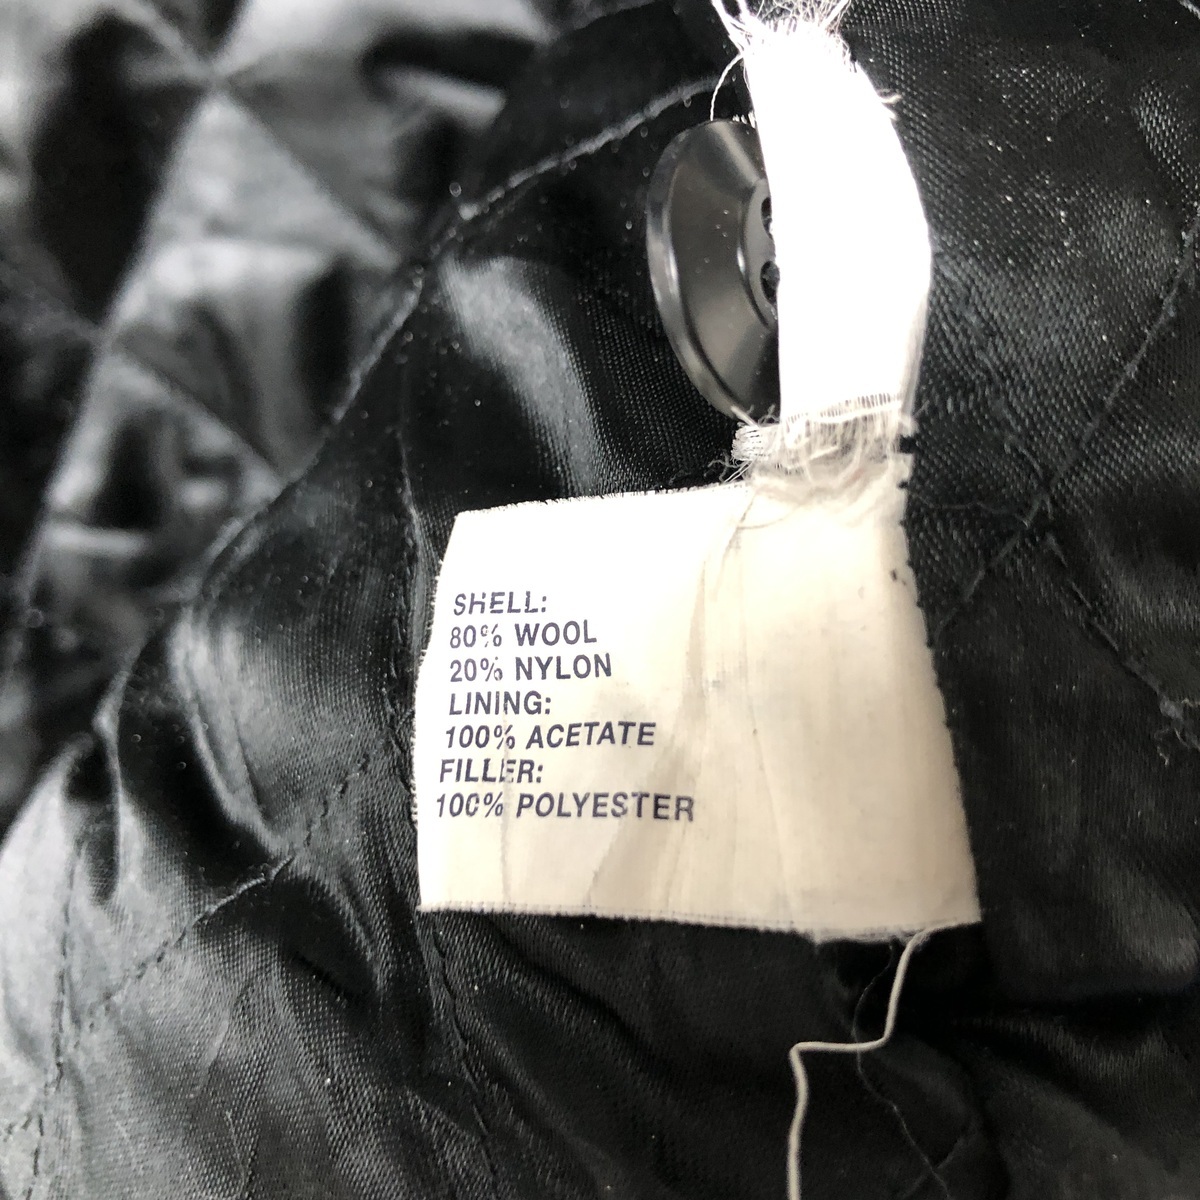 SHELL:
80% WOOL
20% NYLON
LINING:
100% ACETATE
FILLER:
100% POLYESTER